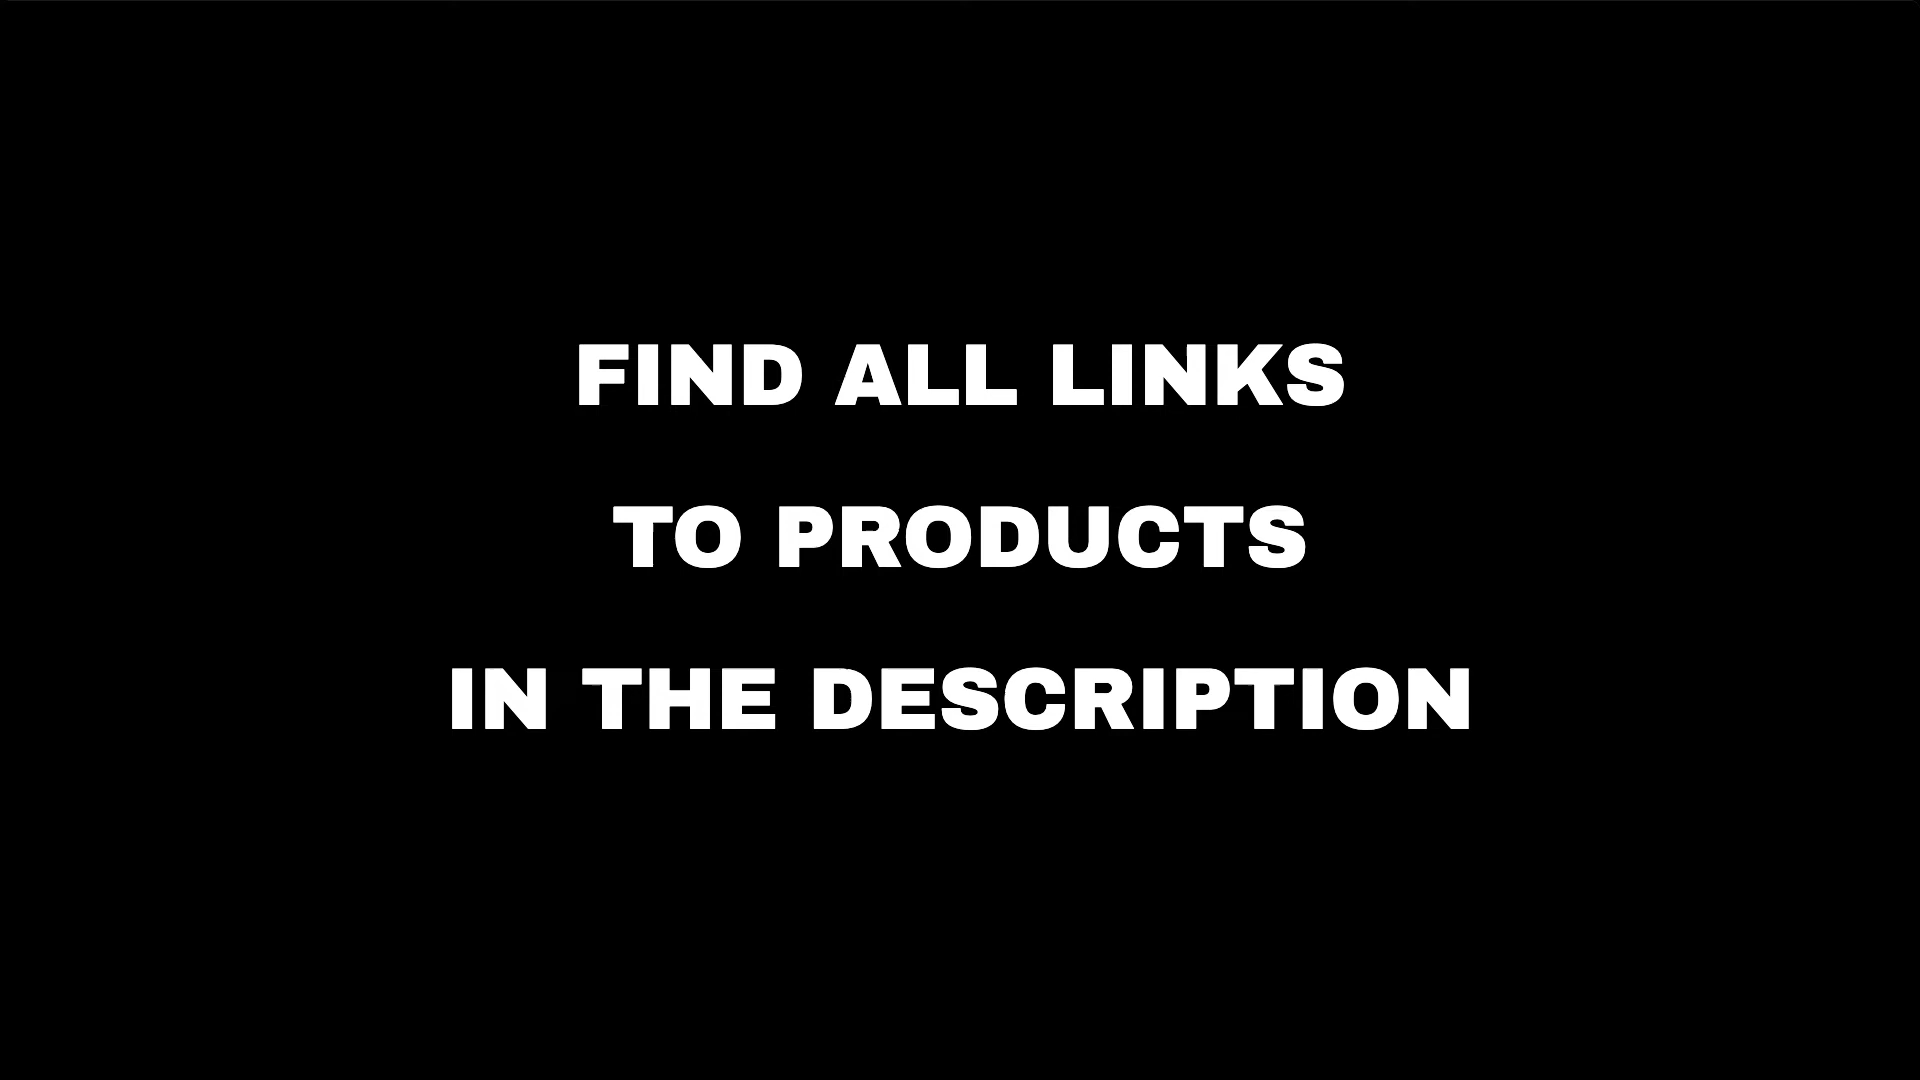 FIND ALL LINKS
TO PRODUCTS
IN THE DESCRIPTION